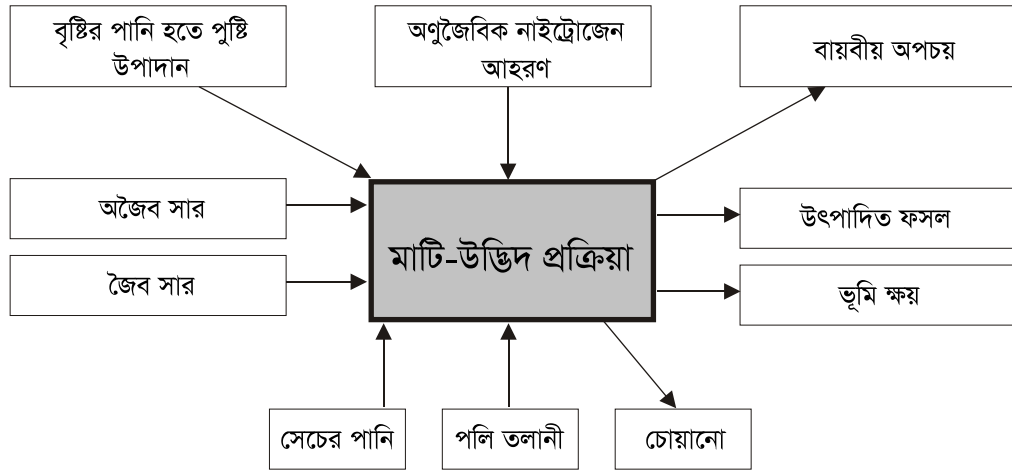 বৃষ্টির পানি হতে পুষ্টি
উপাদান
অণুজৈবিক নাইট্রোজেন
আহরণ
বায়বীয় অপচয়
অজৈব সার
উৎপাদিত ফসল
মাটি-উদ্ভিদ প্রক্রিয়া
জৈব সার
ভূমি ক্ষয়
সেচের পানি
পলি তলানী
চোয়ানো